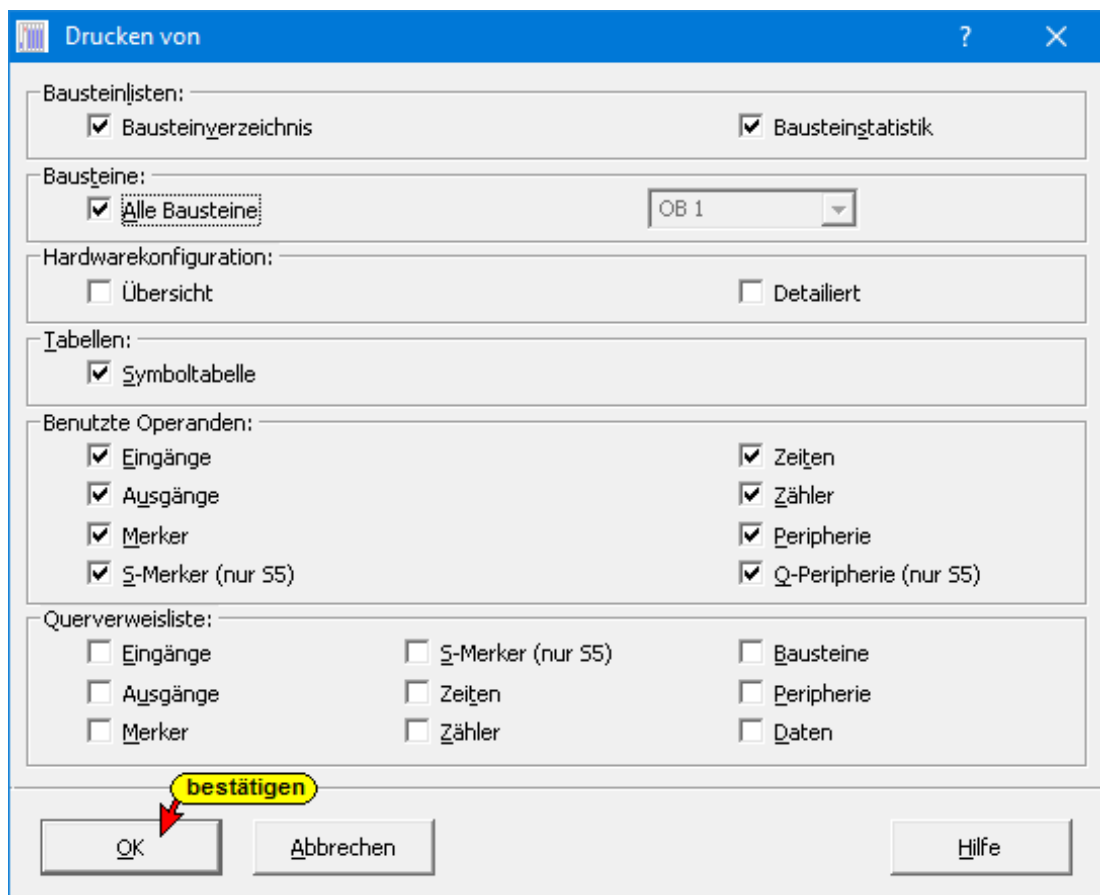 Drucken von ?
Bausteinlisten:
Bausteinverzeichnis Bausteinstatistik
Bausteine:
Alle Bausteine OB 1
Hardwarekonfiguration:
Übersicht Detailiert
Tabellen:
Symboltabelle
Benutzte Operanden:
Eingänge Zeiten
Ausgänge Zähler
Merker Peripherie
S-Merker (nur S5) Q-Peripherie (nur S5)
Querverweisliste:
Eingänge S-Merker (nur S5) Bausteine
Ausgänge Zeiten Peripherie
Merker Zähler Daten
bestätigen
OK Abbrechen Hilfe